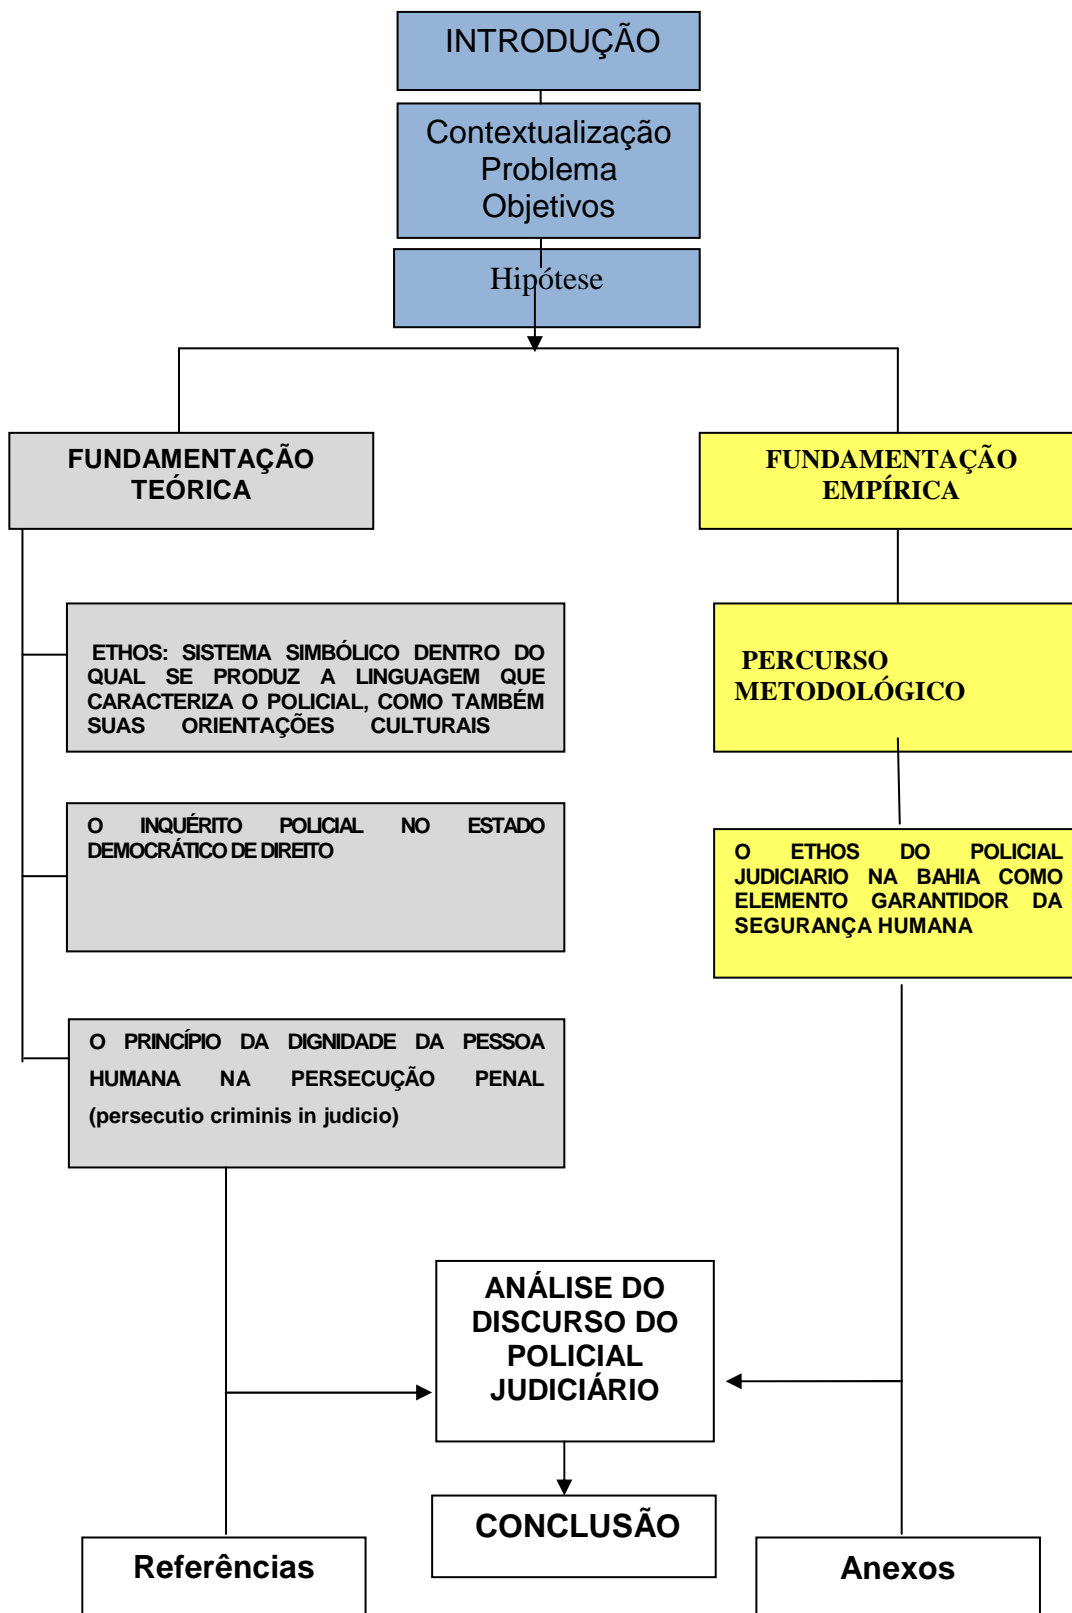 INTRODUÇÃO
Contextualização
Problema
Objetivos
Hipótese
FUNDAMENTAÇÃO
TEÓRICA
FUNDAMENTAÇÃO
EMPÍRICA
ETHOS: SISTEMA SIMBÓLICO DENTRO DO
QUAL SE PRODUZ A LINGUAGEM QUE
CARACTERIZA O POLICIAL, COMO TAMBÉM
SUAS ORIENTAÇÕES CULTURAIS
PERCURSO
METODOLÓGICO
O INQUÉRITO POLICIAL NO ESTADO
DEMOCRÁTICO DE DIREITO
O ETHOS DO POLICIAL
JUDICIARIO NA BAHIA COMO
ELEMENTO GARANTIDOR DA
SEGURANÇA HUMANA
O PRINCÍPIO DA DIGNIDADE DA PESSOA
HUMANA NA PERSECUÇÃO PENAL
(persecutio criminis in judicio)
ANÁLISE DO
DISCURSO DO
POLICIAL
JUDICIÁRIO
CONCLUSÃO
Referências
Anexos